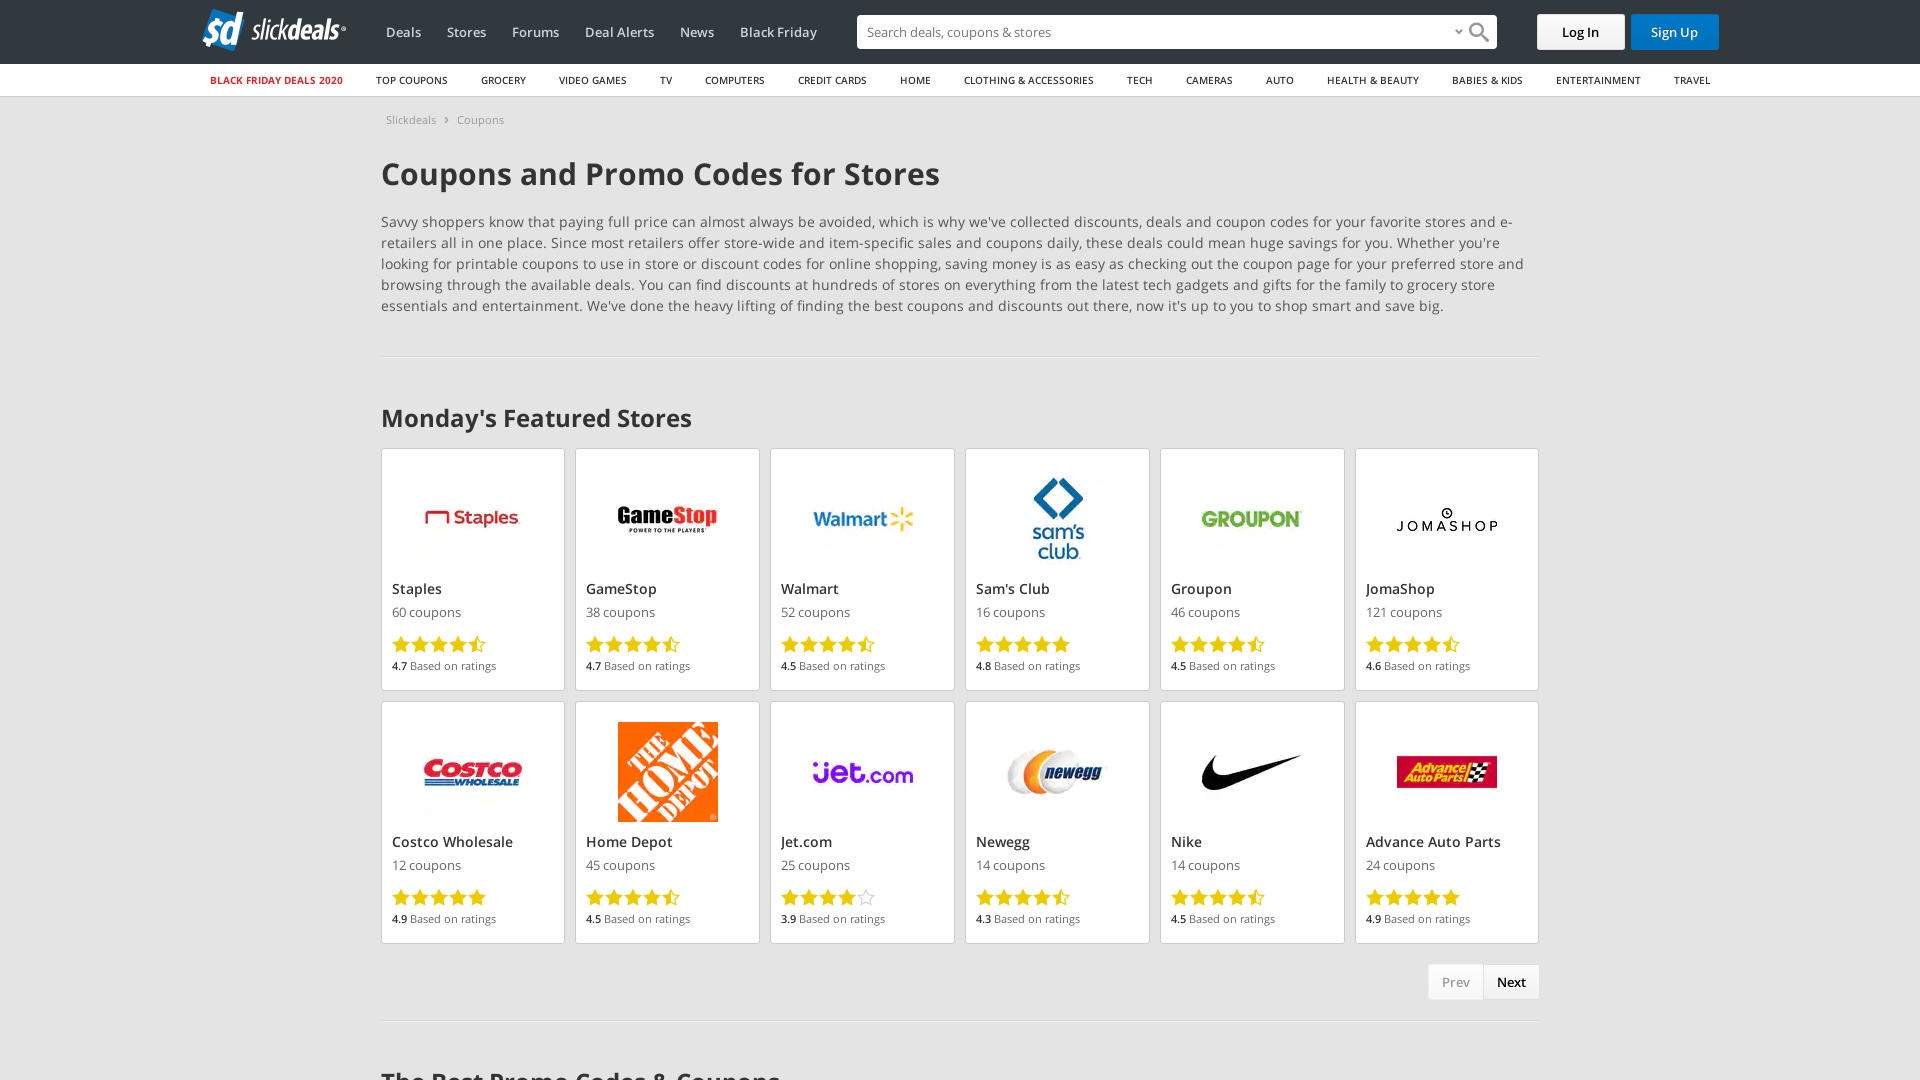 sd slickdeals
Deals Stores Forums Deal Alerts News Black Friday Search deals, coupons & stores Log In Sign Up
BLACK FRIDAY DEALS 2020 TOP COUPONS GROCERY VIDEO GAMES TV COMPUTERS CREDIT CARDS HOME CLOTHING & ACCESSORIES TECH CAMERAS AUTO HEALTH & BEAUTY BABIES & KIDS ENTERTAINMENT TRAVEL
Slickdeals › Coupons
Coupons and Promo Codes for Stores
Savvy shoppers know that paying full price can almost always be avoided, which is why we've collected discounts, deals and coupon codes for your favorite stores and e-
retailers all in one place. Since most retailers offer store-wide and item-specific sales and coupons daily, these deals could mean huge savings for you. Whether you're
looking for printable coupons to use in store or discount codes for online shopping, saving money is as easy as checking out the coupon page for your preferred store and
browsing through the available deals. You can find discounts at hundreds of stores on everything from the latest tech gadgets and gifts for the family to grocery store
essentials and entertainment. We've done the heavy lifting of finding the best coupons and discounts out there, now it's up to you to shop smart and save big.
Monday's Featured Stores
Staples
Staples
60 coupons
4.7 Based on ratings
GameStop
POWER TO THE PLAYERS
GameStop
38 coupons
4.7 Based on ratings
Walmart
Walmart
52 coupons
4.5 Based on ratings
sam's
club
Sam's Club
16 coupons
4.8 Based on ratings
GROUPON
Groupon
46 coupons
4.5 Based on ratings
JOMASHOP
JomaShop
121 coupons
4.6 Based on ratings
COSTCO
WHOLESALE
Costco Wholesale
12 coupons
4.9 Based on ratings
THE
HOME
DEPOT
Home Depot
45 coupons
4.5 Based on ratings
jet.com
Jet.com
25 coupons
3.9 Based on ratings
newegg
Newegg
14 coupons
4.3 Based on ratings
Nike
14 coupons
4.5 Based on ratings
Advance
Auto Parts
Advance Auto Parts
24 coupons
4.9 Based on ratings
Prev Next
The Best Promo Codes & Coupons